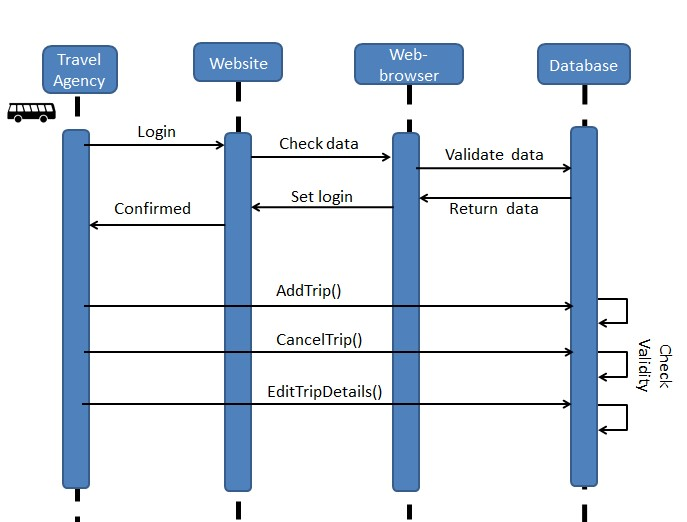 Travel
Agency
Website
Web-
browser
Database
Login
Check data
Validate data
Set login
Return data
Confirmed
AddTrip()
CancelTrip()
EditTripDetails()
Check
Validity